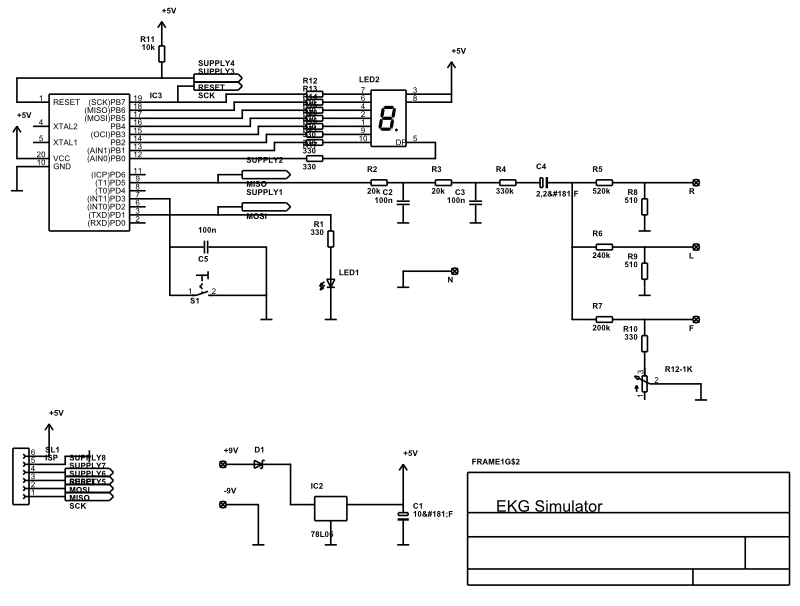 +5V
R11
10k
SUPPLY4
SUPPLY3
RESET
SCK
IC3
1 RESET
4 XTAL2
5 XTAL1
20 VCC
10 GND
+5V
(SCK)PB7 19
(MISO)PB6 18
(MOSI)PB5 17
PB4 16
(OCI)PB3 15
PB2 14
(AIN1)PB1 13
(AIN0)PB0 12
(ICP)PD6 11
(T1)PD5 9
(T0)PD4 8
(INT1)PD3 7
(INT0)PD2 6
(TXD)PD1 3
(RXD)PD0 2
R12
R13
330
330
LED2
7
6
4
2
1
9
10
8.
3
8
DP 5
+5V
SUPPLY2
MISO
SUPPLY1
MOSI
R2
20k
C2
100n
R3
20k
C3
100n
R4
330k
C4
2,2&#181;F
R5
520k
R8
510
R
R6
240k
R9
510
L
R7
200k
R10
330
F
R12-1K
3
2
1
R1
330
LED1
N
100n
C5
1 2
S1
+5V
SL1
ISP
6
5
4
3
2
1
SUPPLY8
SUPPLY7
SUPPLY6
MOSI
MISO
SCK
+9V
D1
-9V
IC2
78L05
+5V
C1
10&#181;F
FRAME1G$2
EKG Simulator